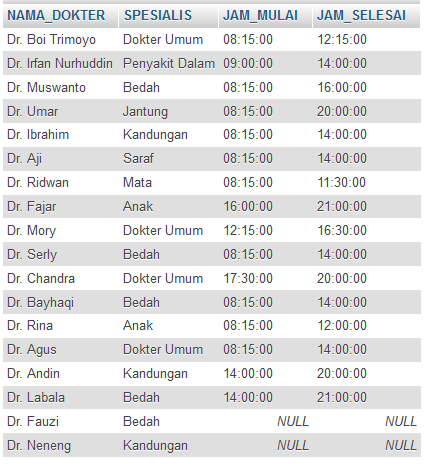 NAMA_DOKTER SPESIALIS JAM_MULAI JAM_SELESAI
Dr. Boi Trimoyo Dokter Umum 08:15:00 12:15:00
Dr. Irfan Nurhuddin Penyakit Dalam 09:00:00 14:00:00
Dr. Muswanto Bedah 08:15:00 16:00:00
Dr. Umar Jantung 08:15:00 20:00:00
Dr. Ibrahim Kandungan 08:15:00 14:00:00
Dr. Aji Saraf 08:15:00 14:00:00
Dr. Ridwan Mata 08:15:00 11:30:00
Dr. Fajar Anak 16:00:00 21:00:00
Dr. Mory Dokter Umum 12:15:00 16:30:00
Dr. Serly Bedah 08:15:00 14:00:00
Dr. Chandra Dokter Umum 17:30:00 20:00:00
Dr. Bayhaqi Bedah 08:15:00 14:00:00
Dr. Rina Anak 08:15:00 12:00:00
Dr. Agus Dokter Umum 08:15:00 14:00:00
Dr. Andin Kandungan 14:00:00 20:00:00
Dr. Labala Bedah 14:00:00 21:00:00
Dr. Fauzi Bedah NULL NULL
Dr. Neneng Kandungan NULL NULL